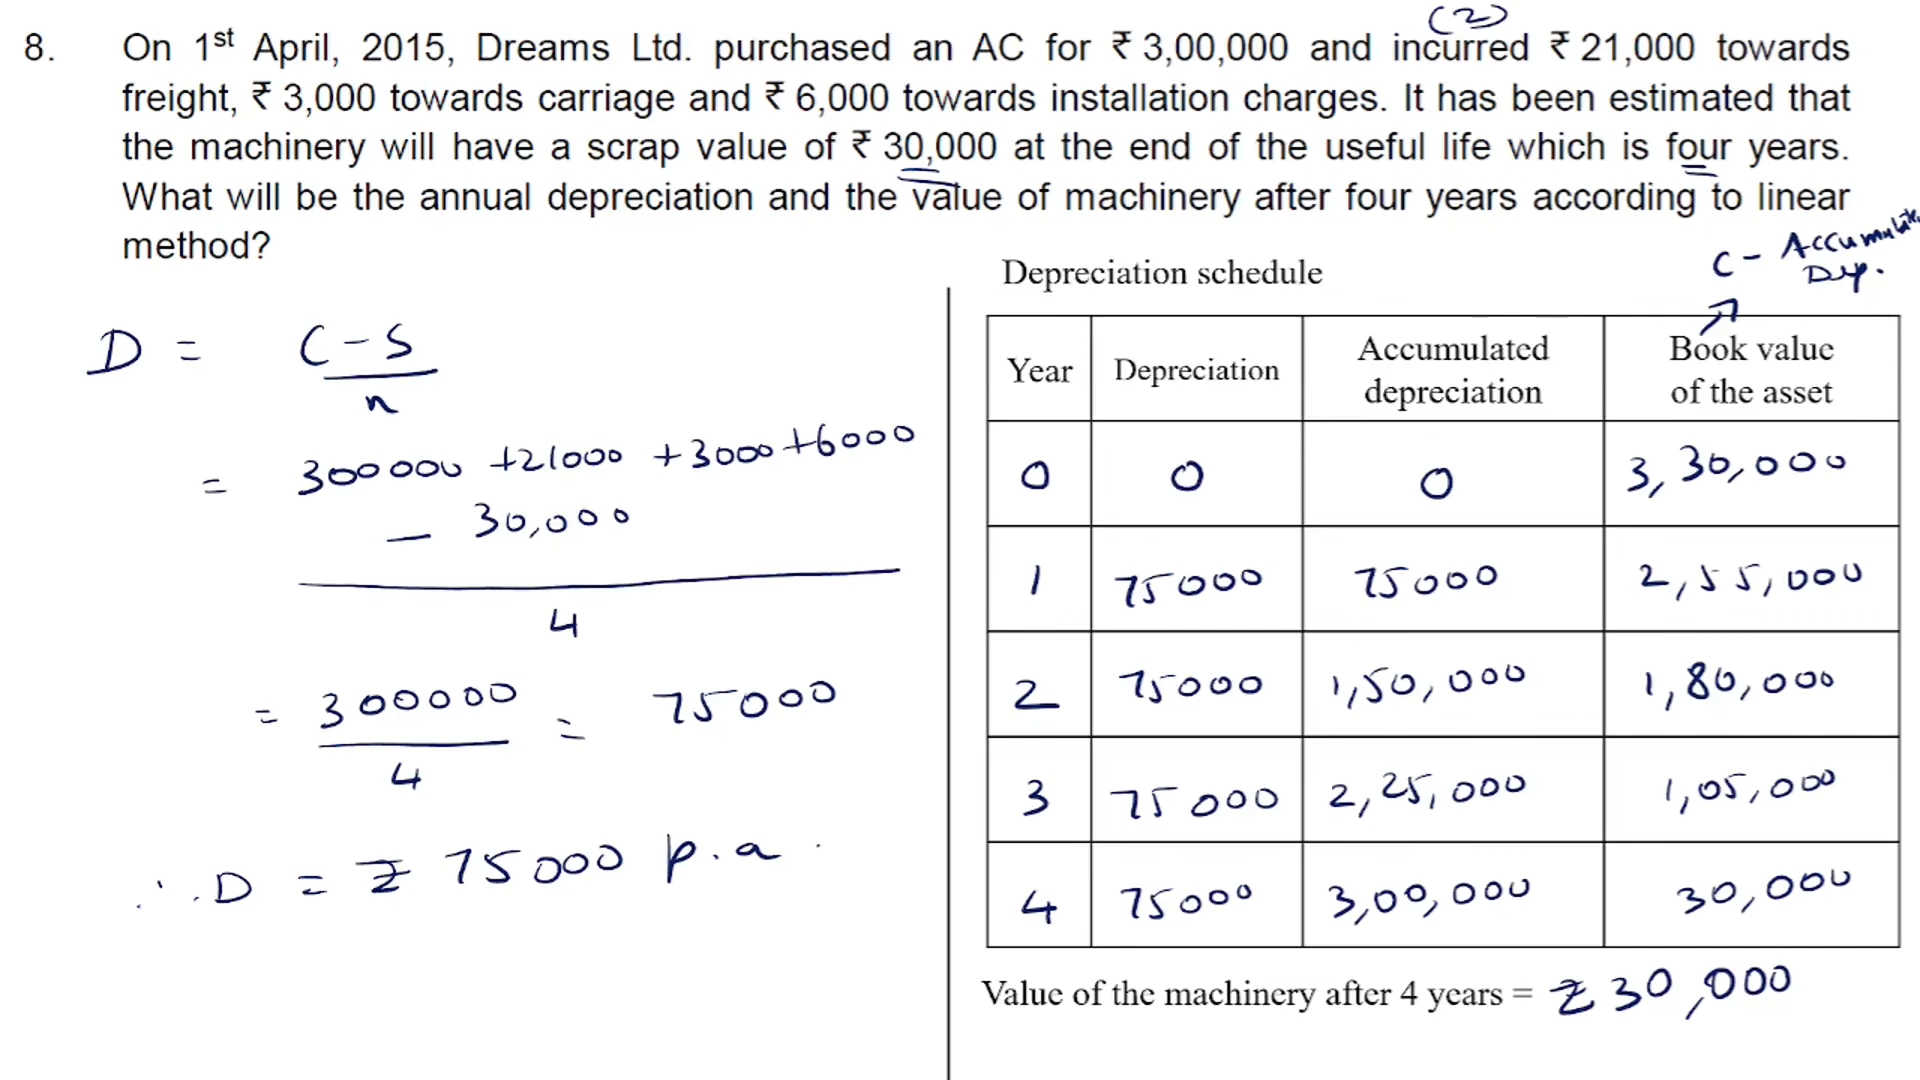 (2)
8. On 1st April, 2015, Dreams Ltd. purchased an AC for ₹ 3,00,000 and incurred ₹ 21,000 towards
freight, ₹ 3,000 towards carriage and ₹ 6,000 towards installation charges. It has been estimated that
the machinery will have a scrap value of ₹ 30,000 at the end of the useful life which is four years.
What will be the annual depreciation and the value of machinery after four years according to linear
method?
D = C - S
n
= 300000 +21000 +3000 +6000
- 30,000
4
= 300000 = 75000
4
∴ D = ₹ 75000 p.a.
Depreciation schedule
C - Accumulate
Dep.
Year Depreciation Accumulated depreciation Book value of the asset
0 0 0 3,30,000
1 75000 75000 2,55,000
2 75000 1,50,000 1,80,000
3 75000 2,25,000 1,05,000
4 75000 3,00,000 30,000
Value of the machinery after 4 years = ₹ 30,000